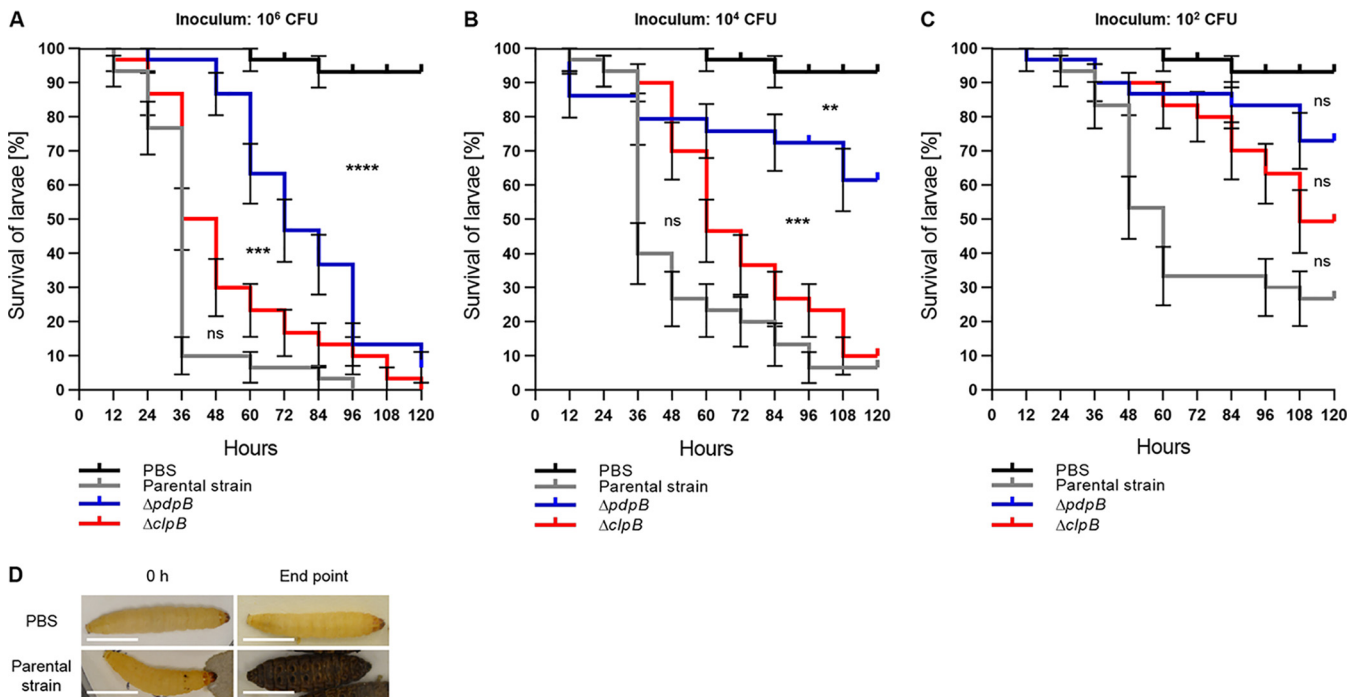 A
Inoculum: 10⁶ CFU
Survival of larvae [%]
100
90
80
70
60
50
40
30
20
10
0
****
***
ns
0 12 24 36 48 60 72 84 96 108 120
Hours
PBS
Parental strain
ΔpdpB
ΔclpB
B
Inoculum: 10⁴ CFU
Survival of larvae [%]
100
90
80
70
60
50
40
30
20
10
0
**
ns
***
0 12 24 36 48 60 72 84 96 108 120
Hours
PBS
Parental strain
ΔpdpB
ΔclpB
C
Inoculum: 10² CFU
Survival of larvae [%]
100
90
80
70
60
50
40
30
20
10
0
ns
ns
ns
0 12 24 36 48 60 72 84 96 108 120
Hours
PBS
Parental strain
ΔpdpB
ΔclpB
D
0 h End point
PBS
Parental
strain